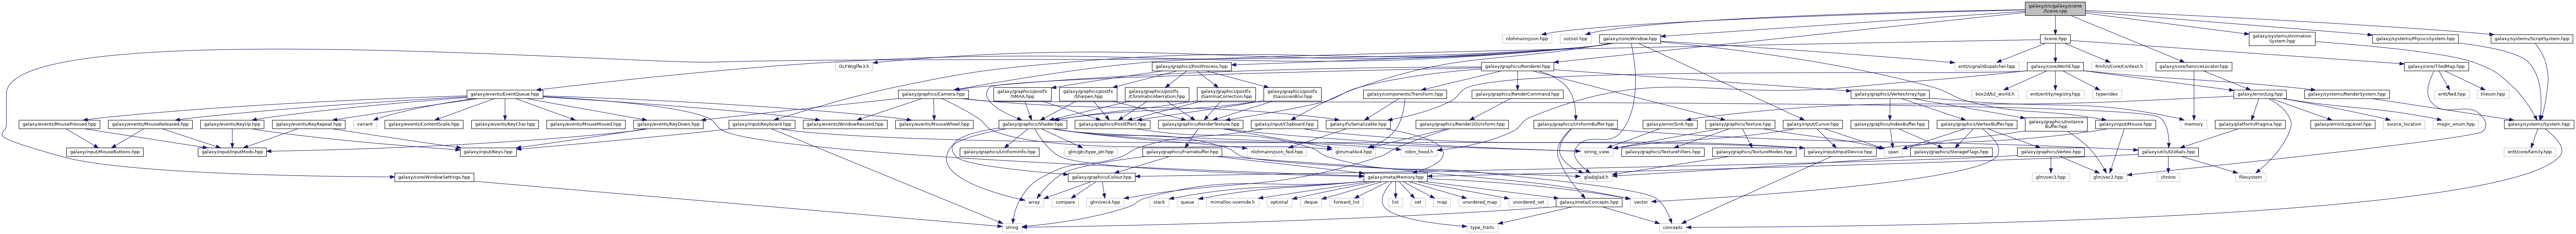 galaxy/src/galaxy/scene
/Scene.cpp
nlohmann/json.hpp
sol/sol.hpp
galaxy/core/Window.hpp
Scene.hpp
galaxy/systems/Animation
System.hpp
galaxy/systems/PhysicsSystem.hpp
galaxy/systems/ScriptSystem.hpp
GLFW/glfw3.h
galaxy/graphics/PostProcess.hpp
galaxy/graphics/Renderer.hpp
entt/signal/dispatcher.hpp
galaxy/core/World.hpp
RmlUi/Core/Context.h
galaxy/core/ServiceLocator.hpp
galaxy/core/TiledMap.hpp
galaxy/events/EventQueue.hpp
galaxy/graphics/Camera.hpp
galaxy/graphics/postfx
/SMAA.hpp
galaxy/graphics/postfx
/Sharpen.hpp
galaxy/graphics/postfx
/ChromaticAberration.hpp
galaxy/graphics/postfx
/GammaCorrection.hpp
galaxy/graphics/postfx
/GaussianBlur.hpp
galaxy/components/Transform.hpp
galaxy/graphics/RenderCommand.hpp
galaxy/graphics/VertexArray.hpp
box2d/b2_world.h
entt/entity/registry.hpp
typeindex
galaxy/error/Log.hpp
galaxy/systems/RenderSystem.hpp
entt/fwd.hpp
tileson.hpp
galaxy/events/MousePressed.hpp
galaxy/events/MouseReleased.hpp
galaxy/events/KeyUp.hpp
galaxy/events/KeyRepeat.hpp
variant
galaxy/events/ContentScale.hpp
galaxy/events/KeyChar.hpp
galaxy/events/MouseMoved.hpp
galaxy/events/KeyDown.hpp
galaxy/input/Keyboard.hpp
galaxy/events/WindowResized.hpp
galaxy/events/MouseWheel.hpp
galaxy/graphics/Shader.hpp
galaxy/graphics/PostEffect.hpp
galaxy/graphics/RenderTexture.hpp
galaxy/input/Clipboard.hpp
galaxy/fs/Serializable.hpp
galaxy/graphics/Render2DUniform.hpp
galaxy/graphics/UniformBuffer.hpp
galaxy/error/Sink.hpp
galaxy/graphics/Texture.hpp
galaxy/input/Cursor.hpp
galaxy/graphics/IndexBuffer.hpp
galaxy/graphics/VertexBuffer.hpp
galaxy/graphics/Instance
Buffer.hpp
galaxy/input/Mouse.hpp
memory
galaxy/platform/Pragma.hpp
galaxy/error/LogLevel.hpp
source_location
magic_enum.hpp
galaxy/systems/System.hpp
galaxy/input/MouseButtons.hpp
galaxy/input/InputMods.hpp
galaxy/input/Keys.hpp
galaxy/graphics/UniformInfo.hpp
glm/gtc/type_ptr.hpp
galaxy/graphics/Framebuffer.hpp
nlohmann/json_fwd.hpp
glm/mat4x4.hpp
robin_hood.h
string_view
galaxy/graphics/TextureFilters.hpp
galaxy/graphics/TextureModes.hpp
galaxy/input/InputDevice.hpp
span
galaxy/graphics/StorageFlags.hpp
galaxy/graphics/Vertex.hpp
galaxy/utils/Globals.hpp
entt/core/family.hpp
galaxy/core/WindowSettings.hpp
galaxy/graphics/Colour.hpp
galaxy/meta/Memory.hpp
glad/glad.h
glm/vec3.hpp
glm/vec2.hpp
chrono
filesystem
array
compare
glm/vec4.hpp
stack
queue
mimalloc-override.h
optional
deque
forward_list
list
set
map
unordered_map
unordered_set
galaxy/meta/Concepts.hpp
vector
string
type_traits
concepts